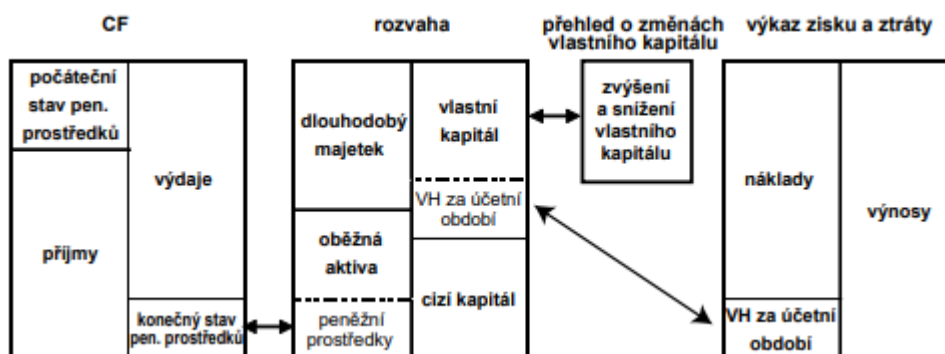 CF
rozvaha
přehled o změnách
vlastního kapitálu
výkaz zisku a ztráty
počáteční
stav pen.
prostředků
příjmy
výdaje
konečný stav
pen. prostředků
dlouhodobý
majetek
oběžná
aktiva
peněžní
prostředky
vlastní
kapitál
VH za účetní
období
cizí kapitál
zvýšení
a snížení
vlastního
kapitálu
náklady
VH za účetní
období
výnosy